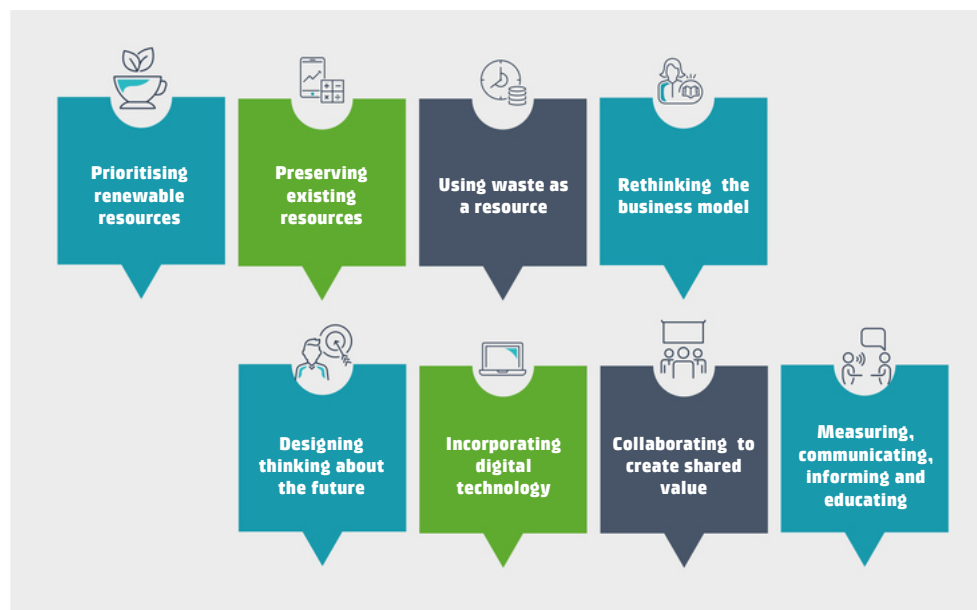 Prioritising
renewable
resources
Preserving
existing
resources
Using waste as
a resource
Rethinking the
business model
Designing
thinking about
the future
Incorporating
digital
technology
Collaborating to
create shared
value
Measuring,
communicating,
informing and
educating